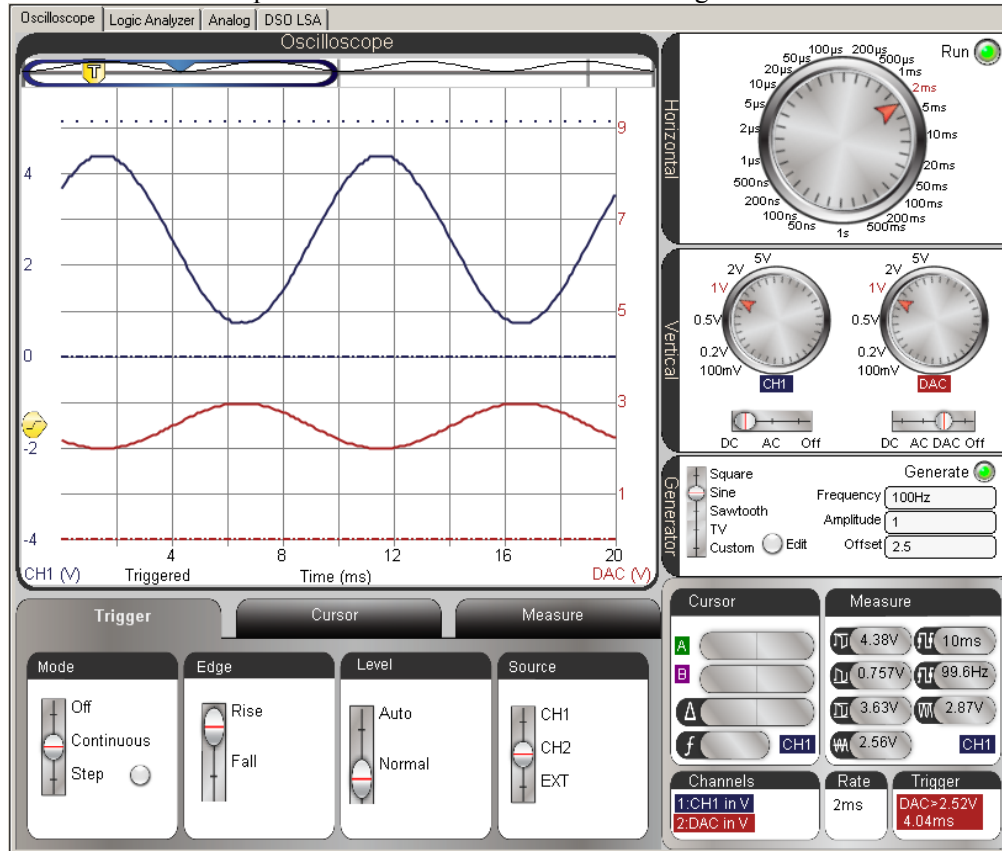 Oscilloscope Logic Analyzer Analog DSO LSA
Oscilloscope
T
4
2
0
-2
-4
9
7
5
3
1
4 8 12 16 20
CH1 (V) Triggered Time (ms) DAC (V)
Horizontal
Run
100µs 200µs
50µs 500µs
20µs 1ms
10µs 2ms
5µs 5ms
2µs 10ms
1µs 20ms
500ns 50ms
200ns 100ms
100ns 200ms
50ns 1s 500ms
Vertical
5V 5V
2V 2V
1V 1V
0.5V 0.5V
0.2V 0.2V
100mV 100mV
CH1 DAC
DC AC Off DC AC DAC Off
Generator
Square Generate
Sine Frequency 100Hz
Sawtooth Amplitude 1
TV
Custom Edit Offset 2.5
Trigger Cursor Measure
Mode
Off
Continuous
Step
Edge
Rise
Fall
Level
Auto
Normal
Source
CH1
CH2
EXT
Cursor
A
B
Δ
f CH1
Measure
4.38V 10ms
0.757V 99.6Hz
3.63V 2.87V
2.56V CH1
Channels
1:CH1 in V
2:DAC in V
Rate
2ms
Trigger
DAC>2.52V
4.04ms